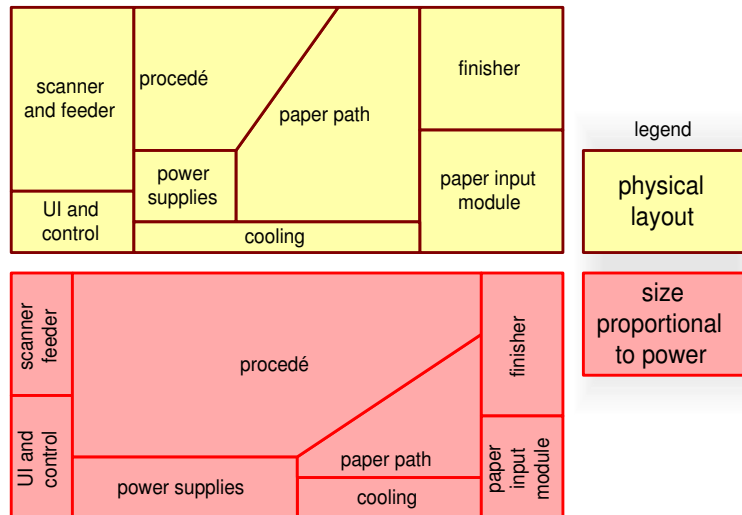 scanner
and feeder
procedé
paper path
finisher
power
supplies
paper input
module
UI and
control
cooling
legend
physical
layout
scanner
feeder
procedé
finisher
UI and
control
power supplies
paper path
cooling
paper
input
module
size
proportional
to power